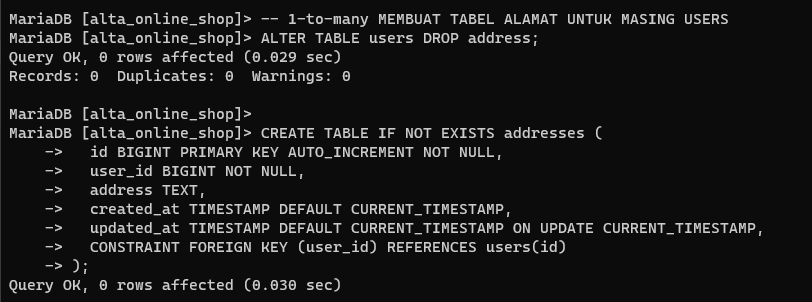 MariaDB [alta_online_shop]> -- 1-to-many MEMBUAT TABEL ALAMAT UNTUK MASING USERS
MariaDB [alta_online_shop]> ALTER TABLE users DROP address;
Query OK, 0 rows affected (0.029 sec)
Records: 0  Duplicates: 0  Warnings: 0
MariaDB [alta_online_shop]>
MariaDB [alta_online_shop]> CREATE TABLE IF NOT EXISTS addresses (
    ->   id BIGINT PRIMARY KEY AUTO_INCREMENT NOT NULL,
    ->   user_id BIGINT NOT NULL,
    ->   address TEXT,
    ->   created_at TIMESTAMP DEFAULT CURRENT_TIMESTAMP,
    ->   updated_at TIMESTAMP DEFAULT CURRENT_TIMESTAMP ON UPDATE CURRENT_TIMESTAMP,
    ->   CONSTRAINT FOREIGN KEY (user_id) REFERENCES users(id)
    -> );
Query OK, 0 rows affected (0.030 sec)